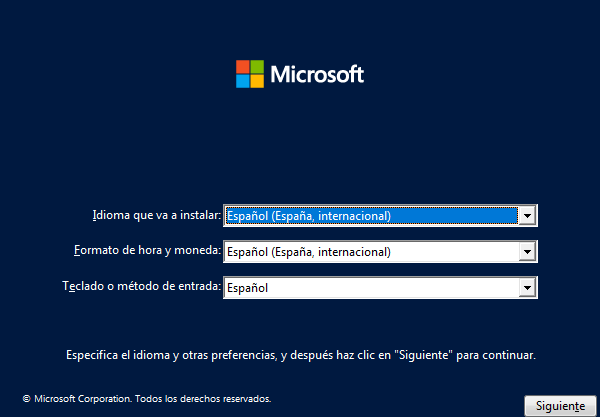 Microsoft
Idioma que va a instalar: Español (España, internacional)
Formato de hora y moneda: Español (España, internacional)
Teclado o método de entrada: Español
Especifica el idioma y otras preferencias, y después haz clic en "Siguiente" para continuar.
© Microsoft Corporation. Todos los derechos reservados.
Siguiente